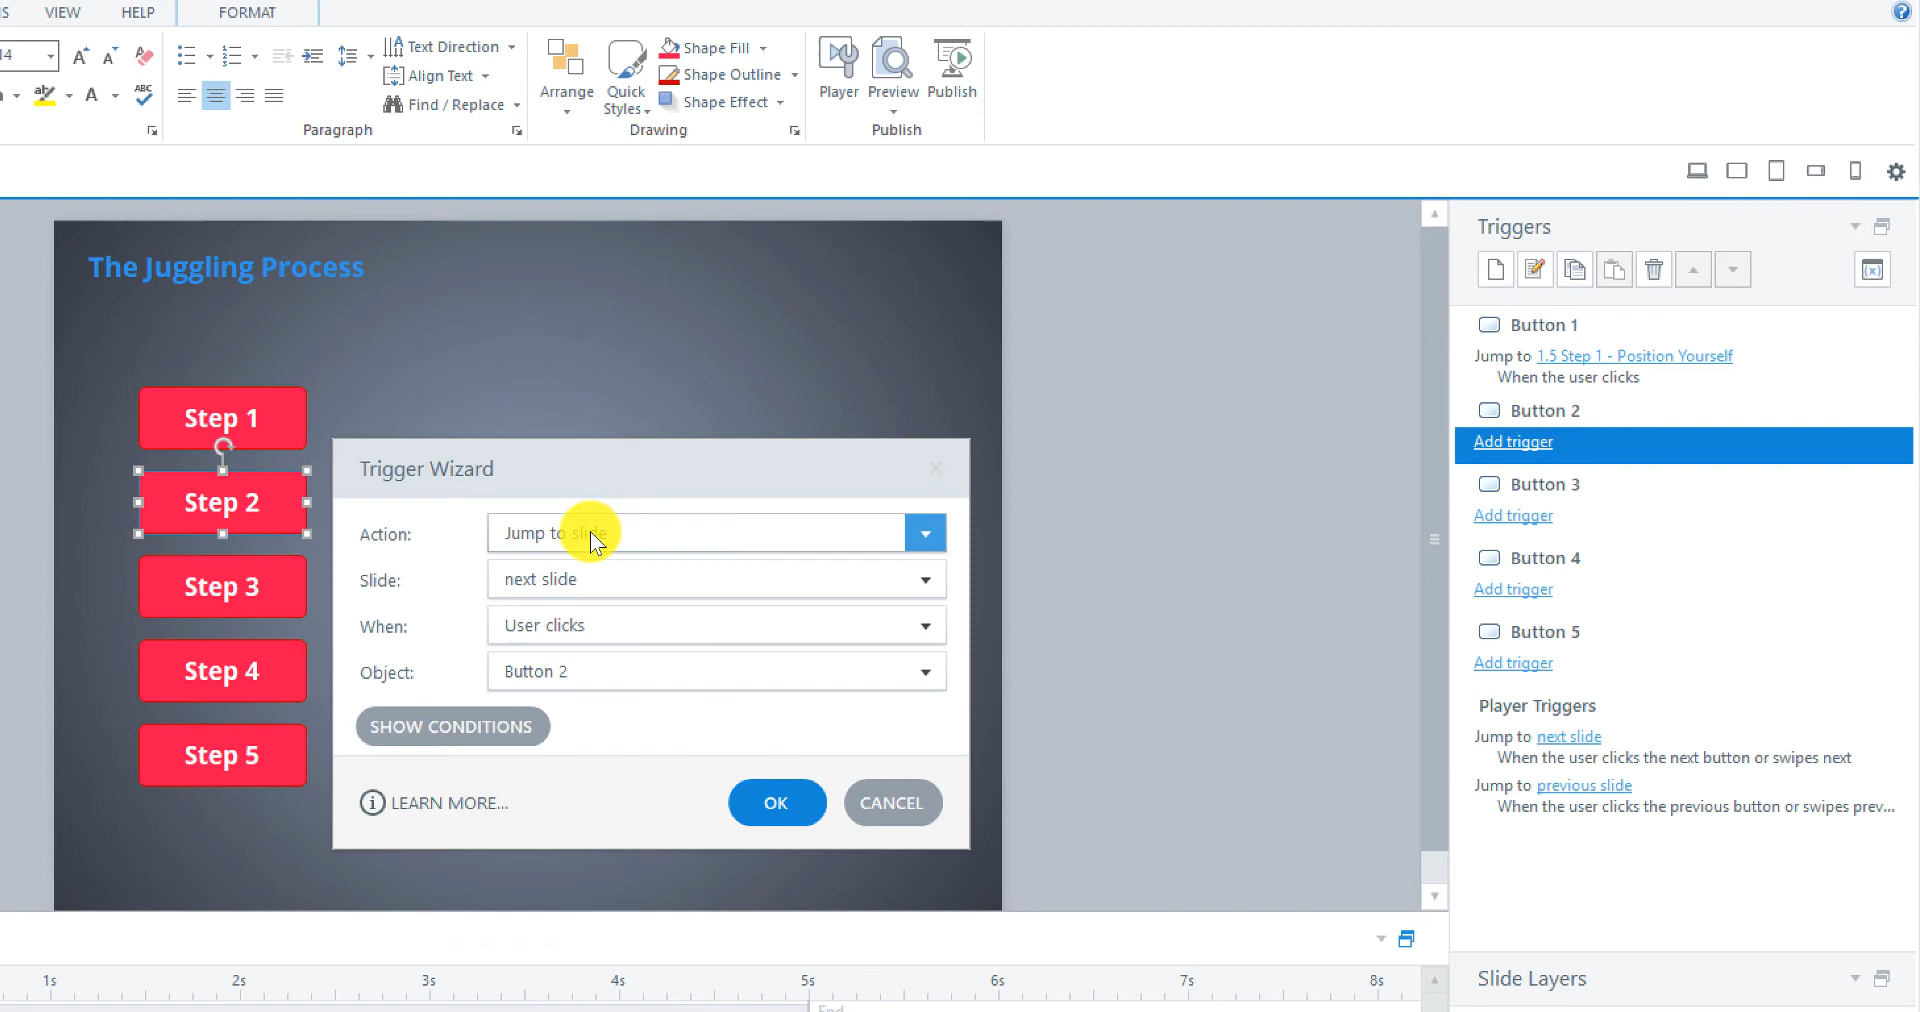 VIEW HELP FORMAT
14
Text Direction
Align Text
Find / Replace
Paragraph
Arrange
Quick
Styles
Shape Fill
Shape Outline
Shape Effect
Drawing
Player Preview Publish
Publish
Triggers
The Juggling Process
Step 1
Step 2
Step 3
Step 4
Step 5
Trigger Wizard
Action: Jump to slide
Slide: next slide
When: User clicks
Object: Button 2
SHOW CONDITIONS
LEARN MORE...
OK CANCEL
Button 1
Jump to 1.5 Step 1 - Position Yourself
When the user clicks
Button 2
Add trigger
Button 3
Add trigger
Button 4
Add trigger
Button 5
Add trigger
Player Triggers
Jump to next slide
When the user clicks the next button or swipes next
Jump to previous slide
When the user clicks the previous button or swipes prev...
1s 2s 3s 4s 5s 6s 7s 8s
End
Slide Layers